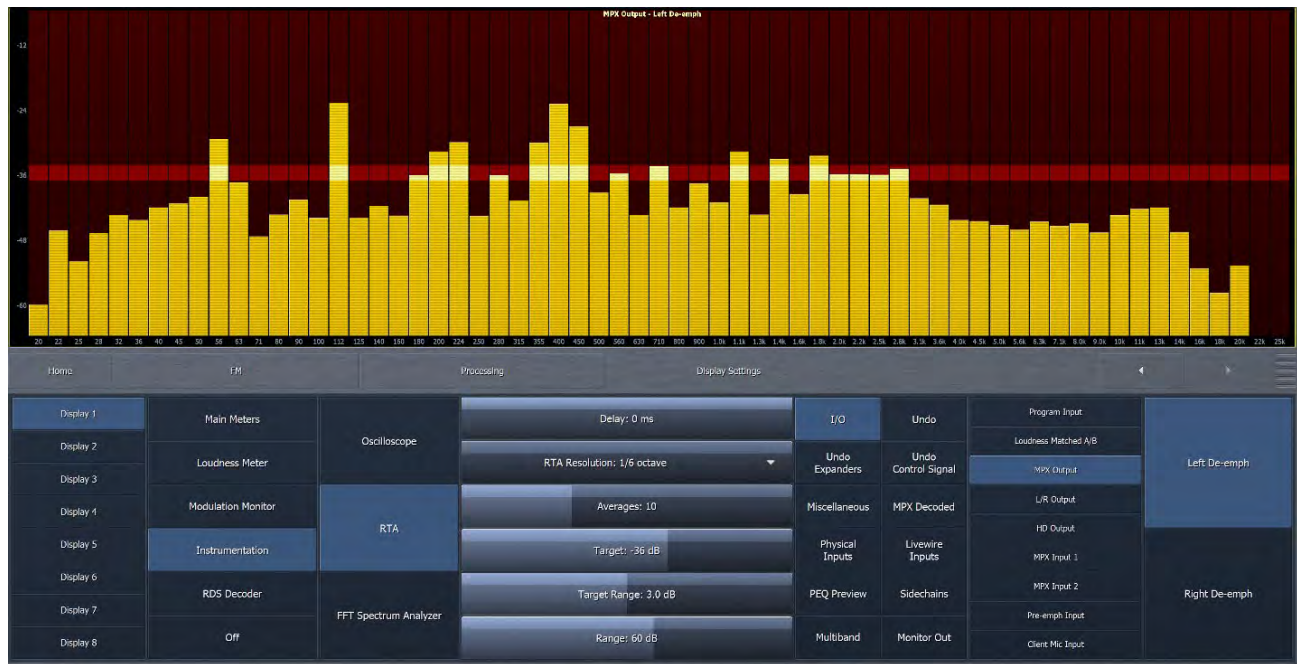 MPX Output - Left De-emph
-12
-24
-36
-48
-60
20 22 25 28 32 36 40 45 50 56 63 71 80 90 100 112 125 140 160 180 200 224 250 280 315 355 400 450 500 560 630 710 800 900 1.0k 1.1k 1.3k 1.4k 1.6k 1.8k 2.0k 2.2k 2.5k 2.8k 3.1k 3.6k 4.0k 4.5k 5.0k 5.6k 6.3k 7.1k 8.0k 9.0k 10k 11k 13k 14k 16k 18k 20k 22k 25k
Home FM Processing Display Settings
Display 1
Display 2
Display 3
Display 4
Display 5
Display 6
Display 7
Display 8
Main Meters
Loudness Meter
Modulation Monitor
Instrumentation
RDS Decoder
Off
Oscilloscope
RTA
FFT Spectrum Analyzer
Delay: 0 ms
RTA Resolution: 1/6 octave
Averages: 10
Target: -36 dB
Target Range: 3.0 dB
Range: 60 dB
I/O
Undo
Undo
Expanders
Undo
Control Signal
Miscellaneous
MPX Decoded
Physical
Inputs
Livewire
Inputs
PEQ Preview
Sidechains
Multiband
Monitor Out
Program Input
Loudness Matched A/B
MPX Output
L/R Output
HD Output
MPX Input 1
MPX Input 2
Pre-emph Input
Client Mic Input
Left De-emph
Right De-emph